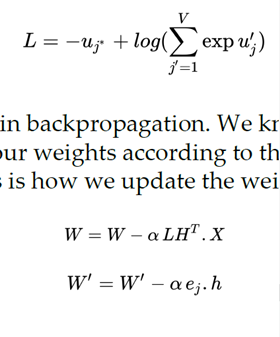 L = −u_{j*} + log(∑_{j'=1}^{V} exp u'_j)
in backpropagation. We kn
our weights according to th
s is how we update the wei
W = W − α LH^T . X
W' = W' − α e_j . h